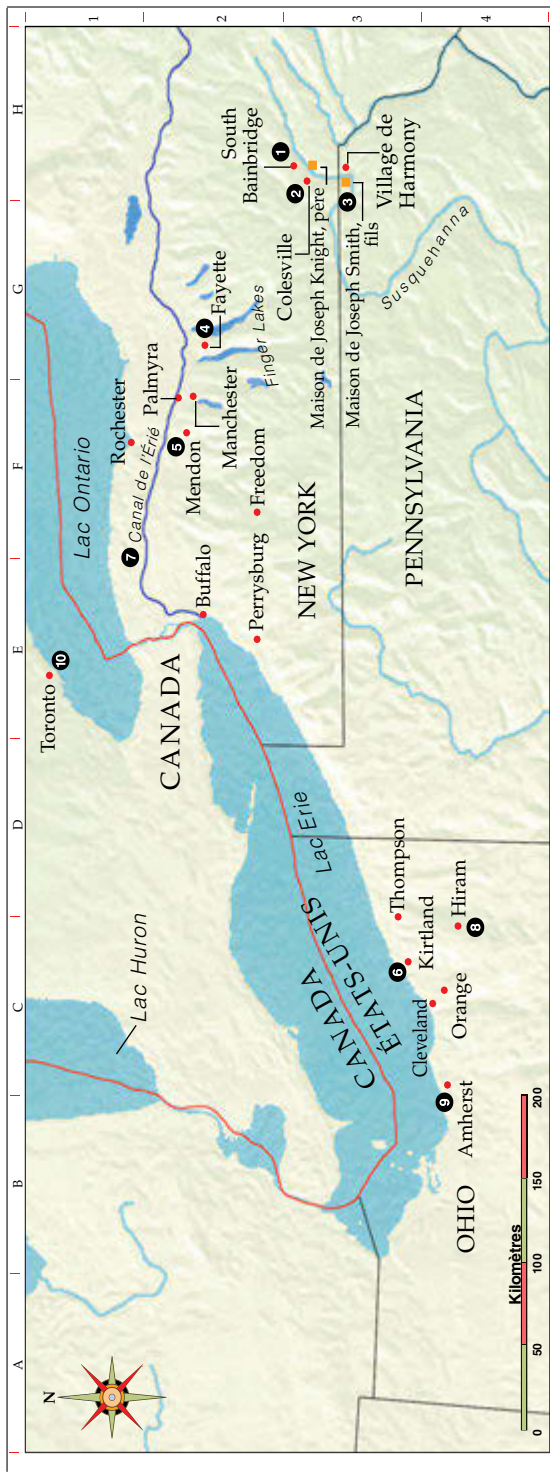 A
B
C
D
E
F
G
H
1
2
3
4
N
Lac Huron
Toronto
10
Lac Ontario
CANADA
Rochester
7
Canal de l'Érié
Palmyra
5
Mendon
Manchester
4
Fayette
Finger Lakes
Buffalo
Perrysburg
Freedom
NEW YORK
South
Bainbridge
1
2
Colesville
Maison de Joseph Knight, père
3
Maison de Joseph Smith,
fils
Village de
Harmony
Susquehanna
PENNSYLVANIA
Lac Erie
CANADA
ÉTATS-UNIS
Thompson
6
Kirtland
Hiram
8
Cleveland
Orange
9
Amherst
OHIO
Kilomètres
0
50
100
150
200